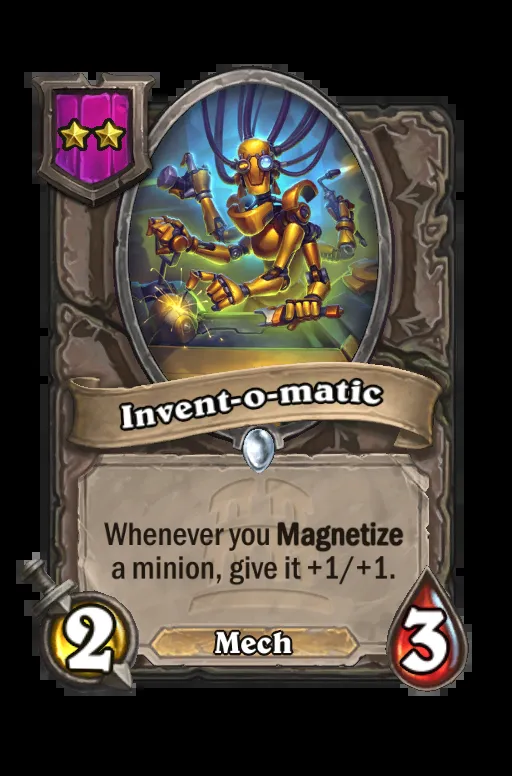 Invent-o-matic
Whenever you Magnetize
a minion, give it +1/+1.
2
Mech
3